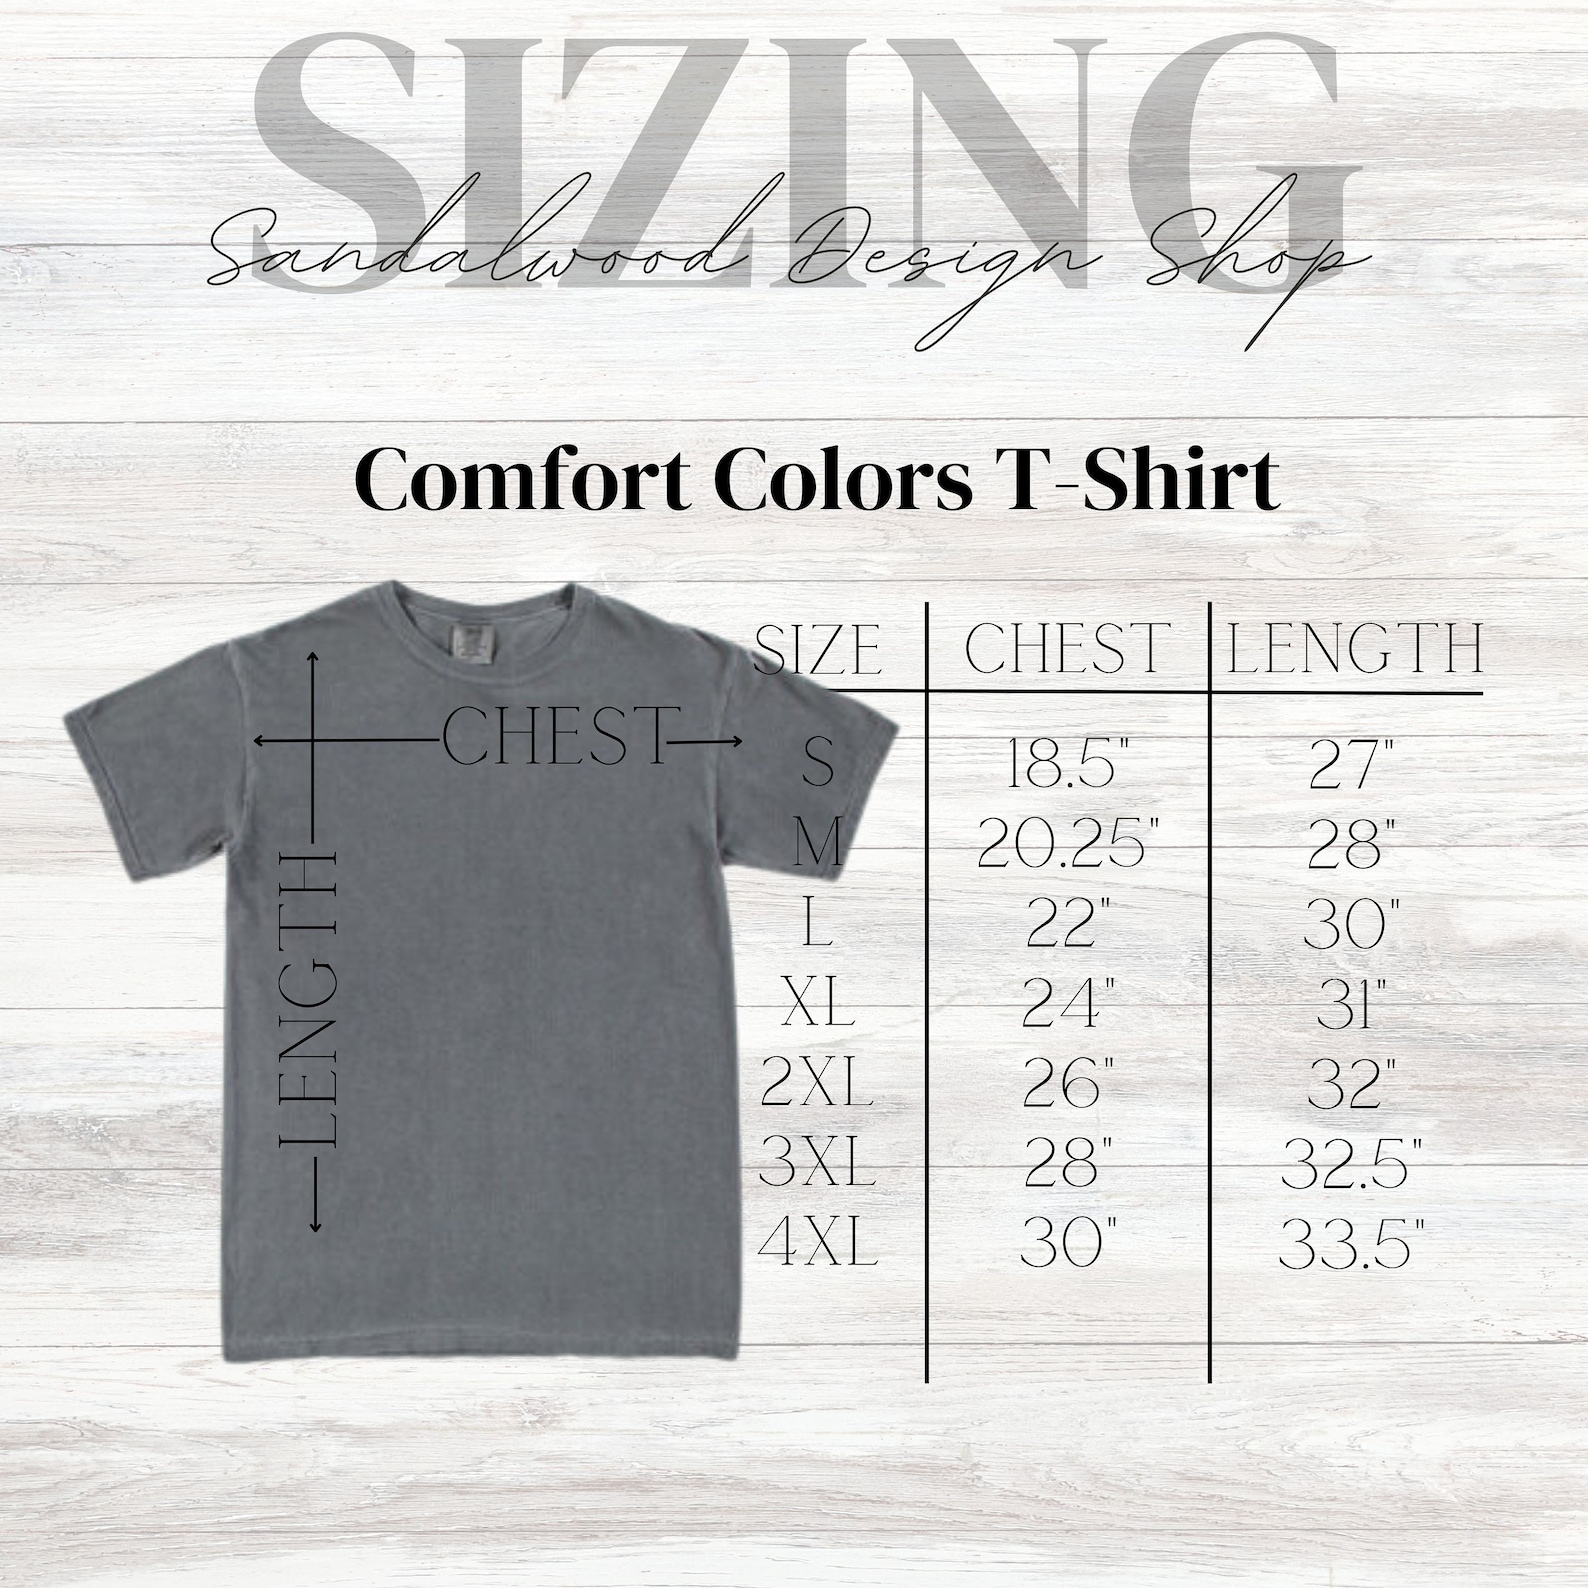 SIZING
Sandalwood Design Shop
Comfort Colors T-Shirt
SIZE CHEST LENGTH
CHEST
LENGTH
S 18.5" 27"
M 20.25" 28"
L 22" 30"
XL 24" 31"
2XL 26" 32"
3XL 28" 32.5"
4XL 30" 33.5"